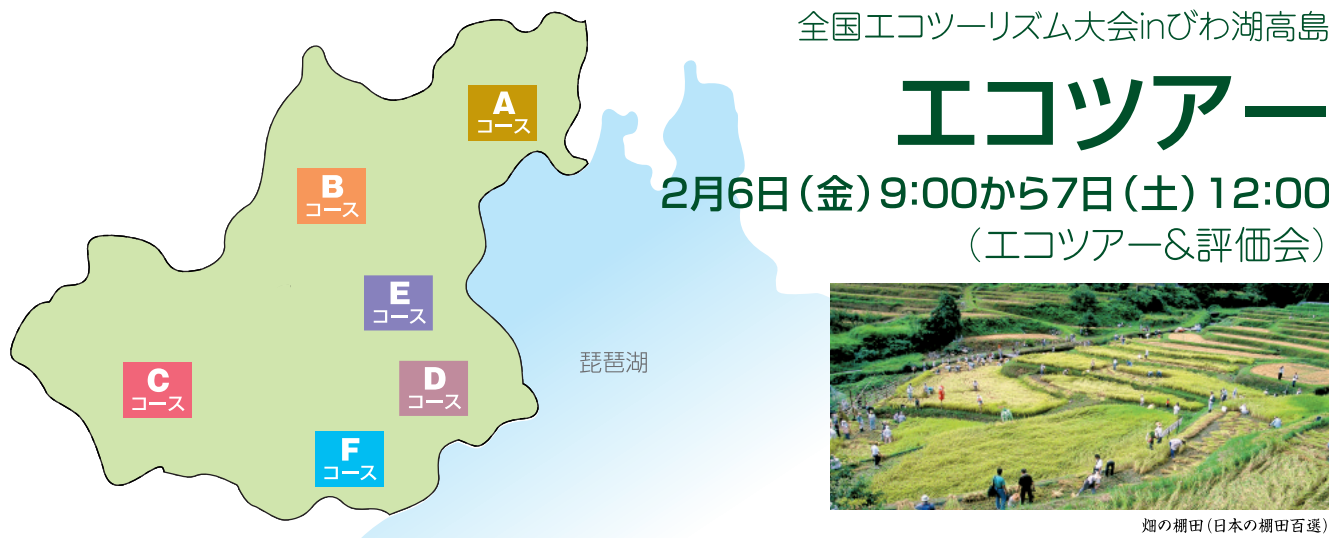 全国エコツーリズム大会inびわ湖高島
エコツアー
2月6日(金)9:00から7日(土)12:00
(エコツアー&評価会)
A
コース
B
コース
E
コース
琵琶湖
C
コース
D
コース
F
コース
畑の棚田(日本の棚田百選)